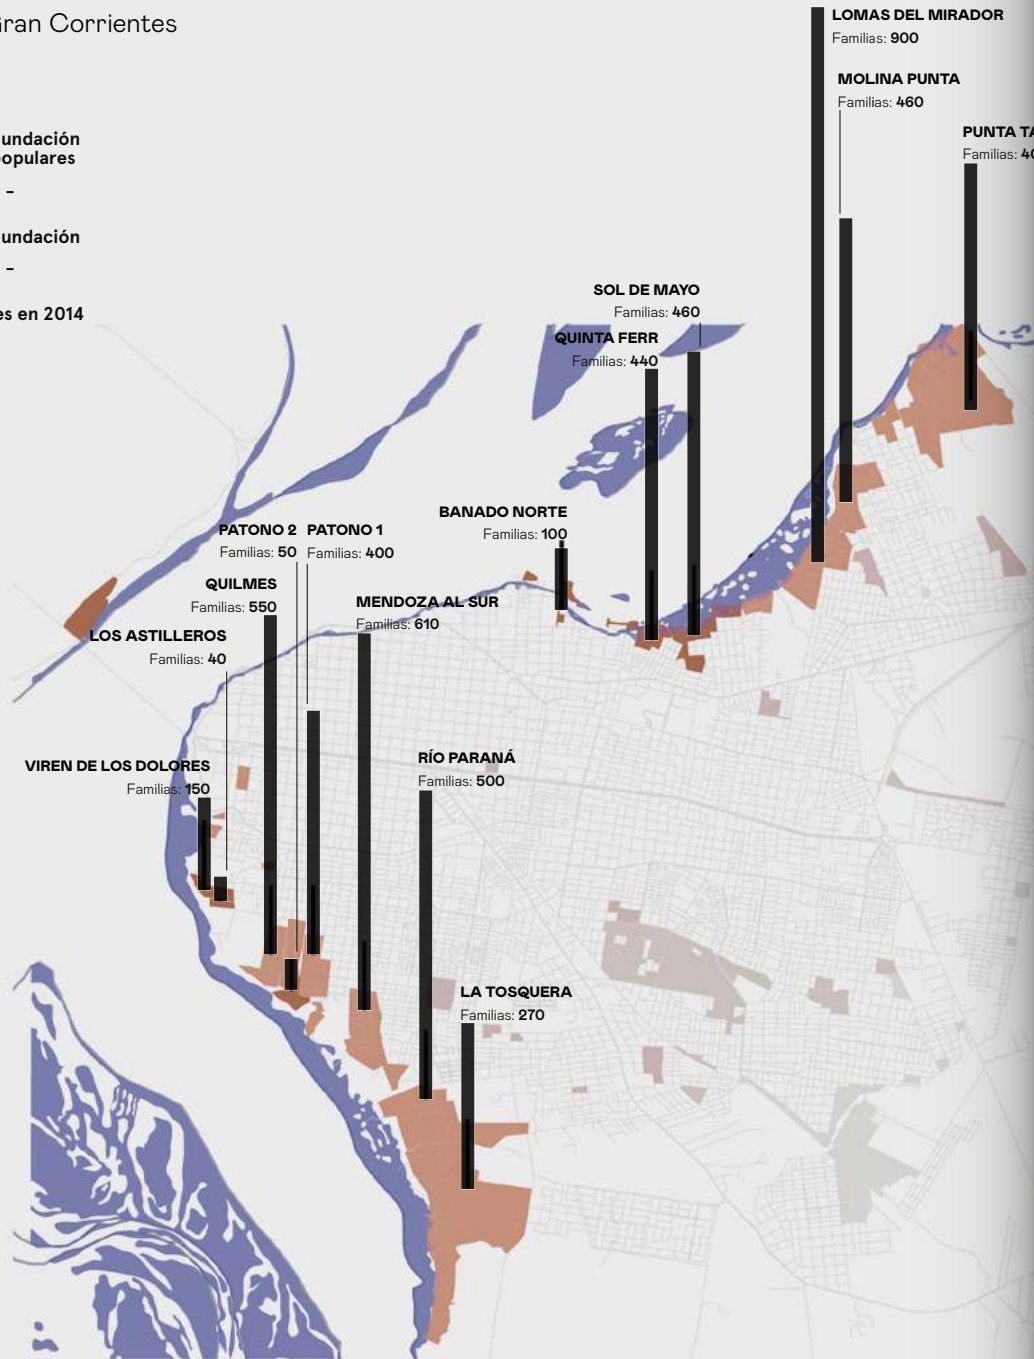 Gran Corrientes
undación
populares
–
undación
–
es en 2014
LOMAS DEL MIRADOR
Familias: 900
MOLINA PUNTA
Familias: 460
PUNTA TA
Familias: 40
SOL DE MAYO
Familias: 460
QUINTA FERR
Familias: 440
BANADO NORTE
Familias: 100
PATONO 2
Familias: 50
PATONO 1
Familias: 400
QUILMES
Familias: 550
MENDOZA AL SUR
Familias: 610
LOS ASTILLEROS
Familias: 40
VIREN DE LOS DOLORES
Familias: 150
RÍO PARANÁ
Familias: 500
LA TOSQUERA
Familias: 270